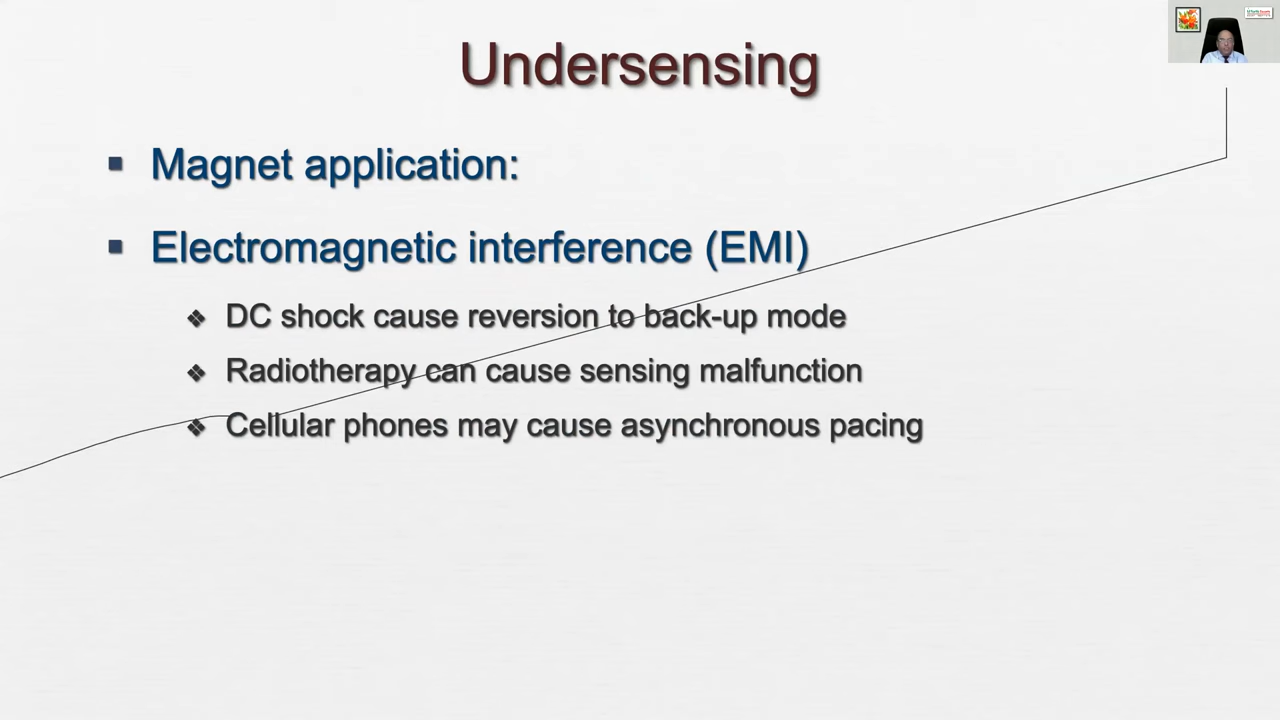 Undersensing
Magnet application:
Electromagnetic interference (EMI)
DC shock cause reversion to back-up mode
Radiotherapy can cause sensing malfunction
Cellular phones may cause asynchronous pacing